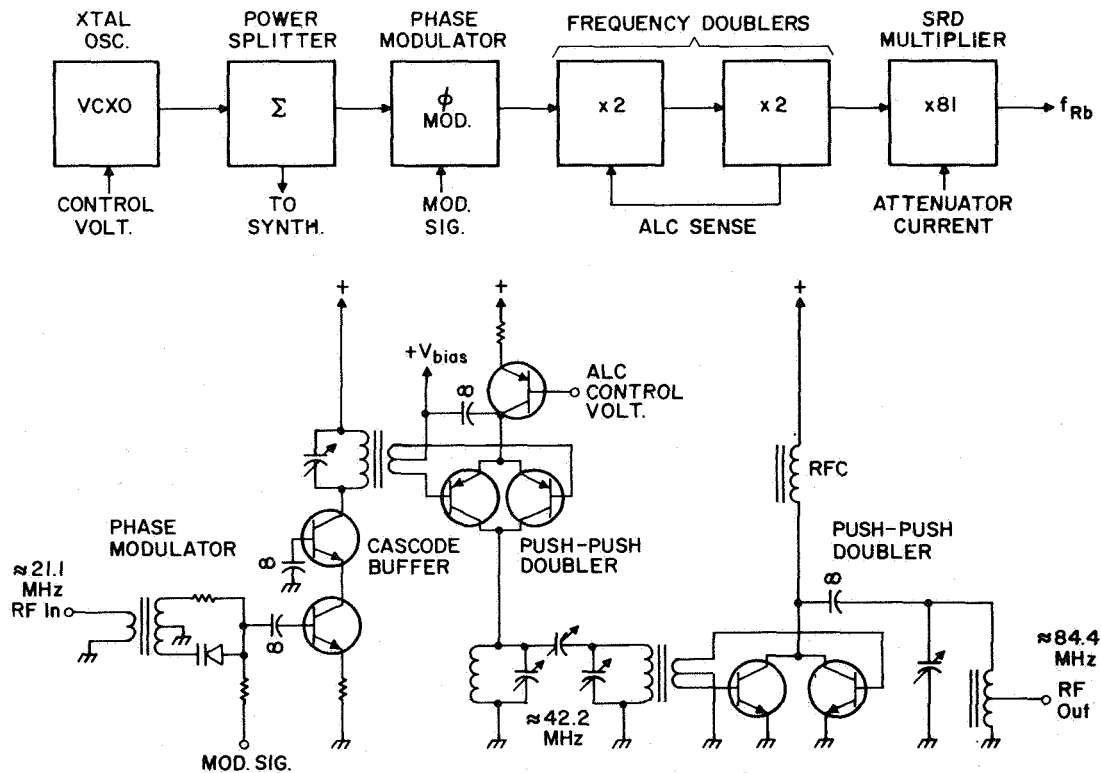 XTAL
OSC.
POWER
SPLITTER
PHASE
MODULATOR
FREQUENCY DOUBLERS
SRD
MULTIPLIER
VCXO
Σ
ϕ
MOD.
x2
x2
x81
fRb
CONTROL
VOLT.
TO
SYNTH.
MOD.
SIG.
ALC SENSE
ATTENUATOR
CURRENT
+
+
+
+Vbias
∞
ALC
CONTROL
VOLT.
RFC
PHASE
MODULATOR
CASCODE
BUFFER
PUSH-PUSH
DOUBLER
PUSH-PUSH
DOUBLER
∞
∞
≈21.1
MHz
RF In
∞
≈84.4
MHz
RF
Out
≈42.2
MHz
MOD. SIG.